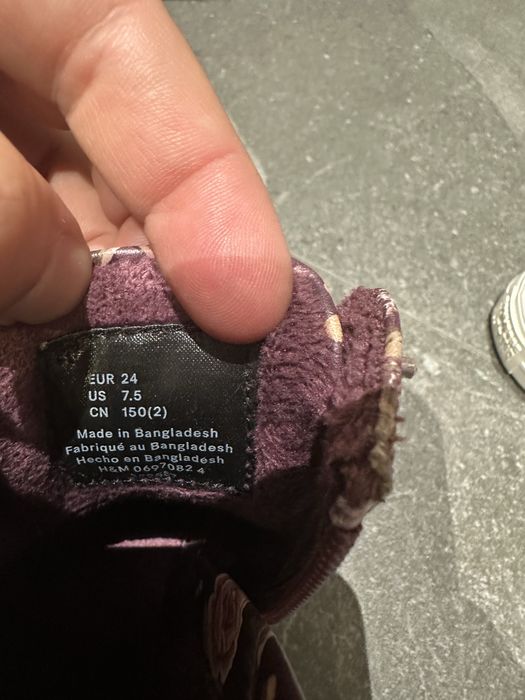 EUR 24
US 7.5
CN 150(2)
Made in Bangladesh
Fabriqué au Bangladesh
Hecho en Bangladesh
H&M 0697082 4